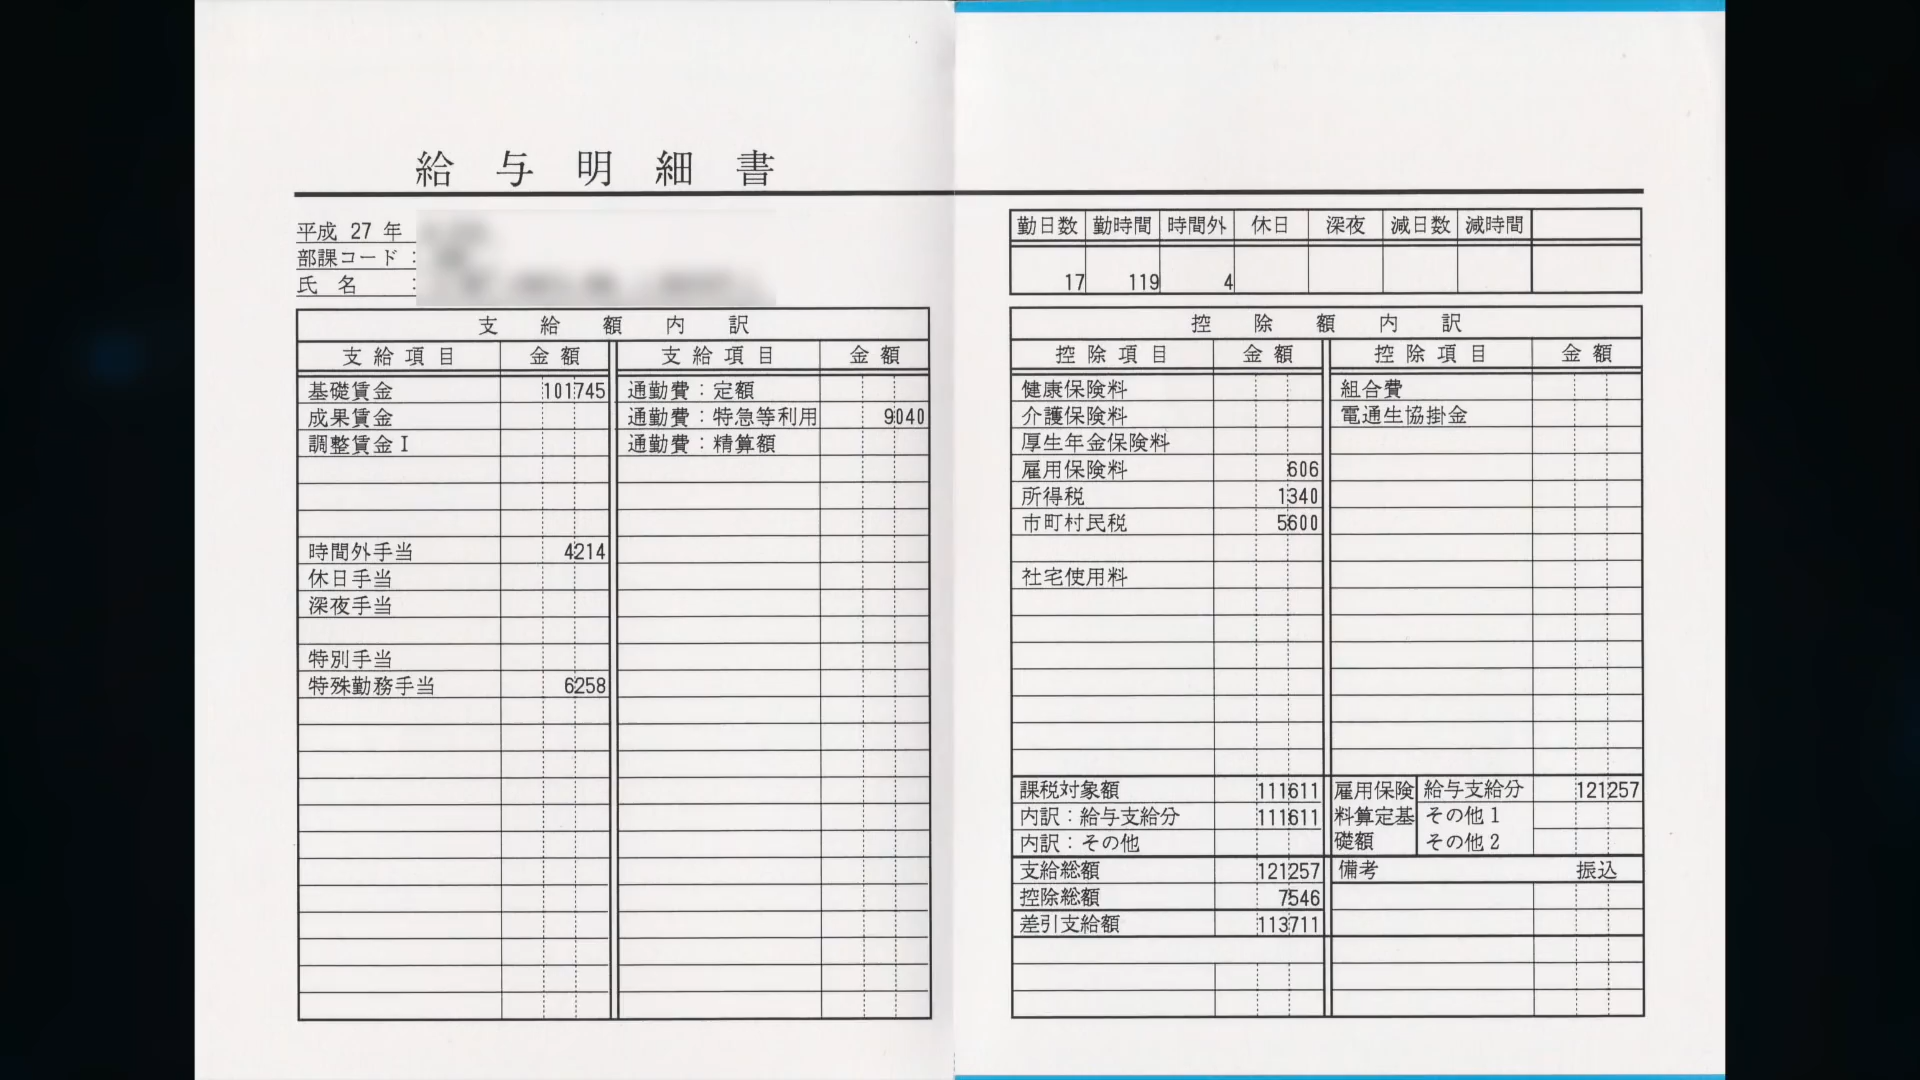 給与明細書
平成 27 年
部課コード :
氏 名 :
支 給 額 内 訳
支給項目 金額 支給項目 金額
基礎賃金 101745 通勤費：定額
成果賃金 通勤費：特急等利用 9040
調整賃金Ⅰ 通勤費：精算額
時間外手当 4214
休日手当
深夜手当
特別手当
特殊勤務手当 6258
勤日数 勤時間 時間外 休日 深夜 減日数 減時間
17 119 4
控 除 額 内 訳
控除項目 金額 控除項目 金額
健康保険料 組合費
介護保険料 電通生協掛金
厚生年金保険料
雇用保険料 606
所得税 1340
市町村民税 5600
社宅使用料
課税対象額 111611 雇用保険 給与支給分 121257
内訳：給与支給分 111611 料算定基 その他1
内訳：その他 礎額 その他2
支給総額 121257 備考 振込
控除総額 7546
差引支給額 113711